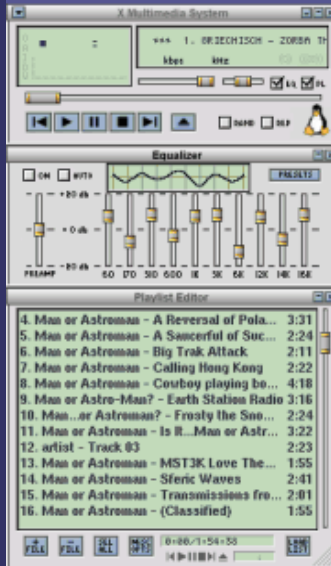 X Multimedia System
*** 1. GRIECHISCH - ZORBA TH
kbps kHz
EQ PL
RAND REP
Equalizer
ON AUTO PRESETS
+20 db
+0 db
-20 db
PREAMP 60 170 310 600 1K 3K 6K 12K 14K 16K
Playlist Editor
4. Man or Astroman - A Reversal of Pola... 3:31
5. Man or Astroman - A Saucerful of Suc... 2:24
6. Man or Astroman - Big Trak Attack 2:11
7. Man or Astroman - Calling Hong Kong 2:22
8. Man or Astroman - Cowboy playing bo... 4:18
9. Man or Astro-Man? - Earth Station Radio 3:16
10. Man...or Astroman? - Frosty the Sno... 2:24
11. Man or Astroman - Is It...Man or Astr... 3:22
12. artist - Track 03 2:23
13. Man or Astroman - MST3K Love The... 1:55
14. Man or Astroman - Sferic Waves 2:41
15. Man or Astroman - Transmissions fro... 2:01
16. Man or Astroman - (Classified) 1:55
+ FILE - FILE SEL ALL MISC OPTS 0:00/1:54:38 LOAD LIST